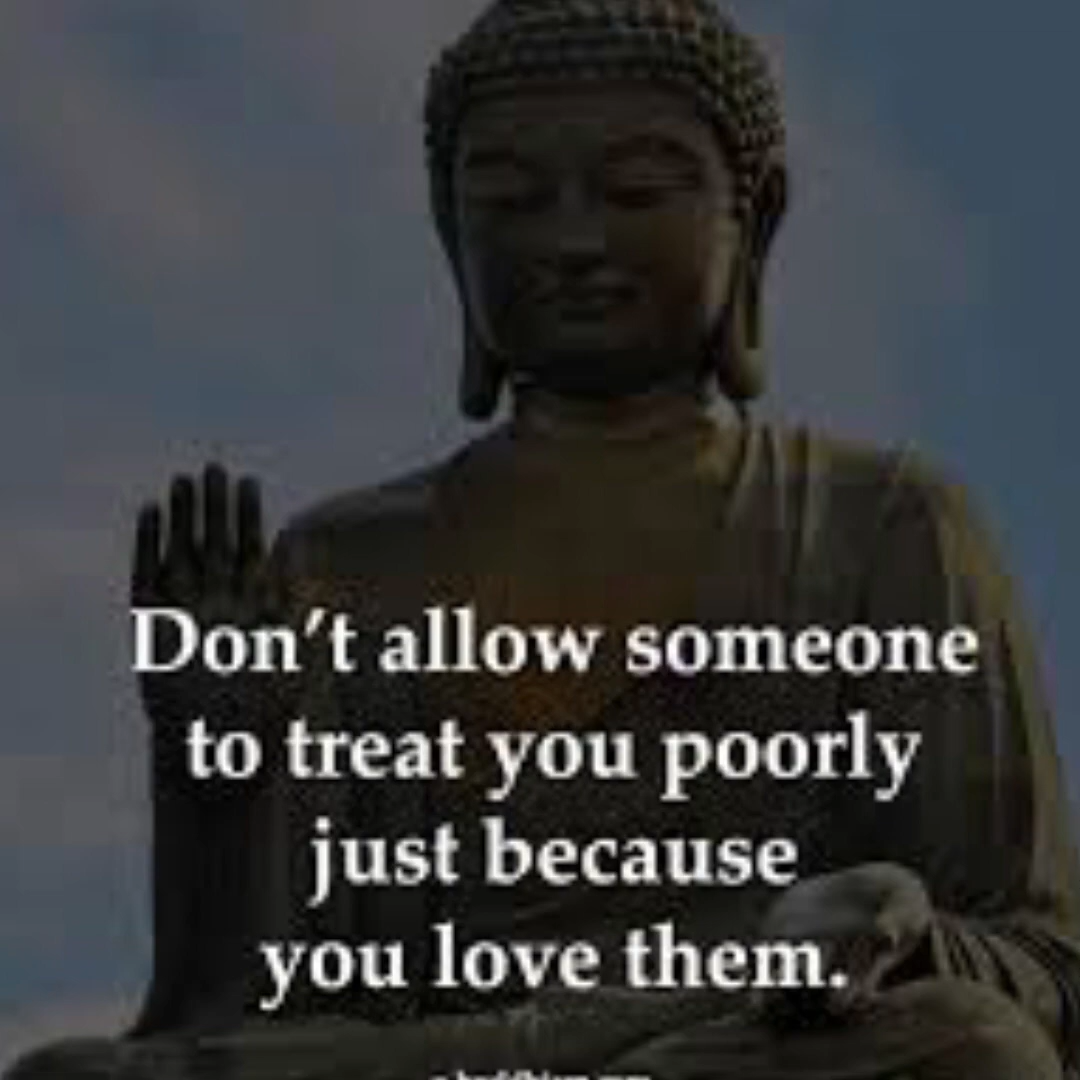 Don’t allow someone
to treat you poorly
just because
you love them.